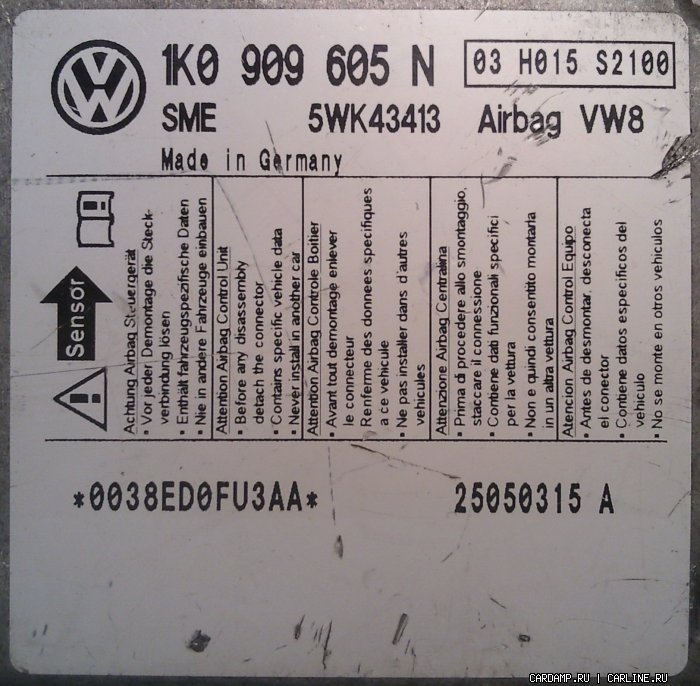 1K0 909 605 N
03 H015 S2100
SME 5WK43413 Airbag VW8
Made in Germany
Sensor
Achtung Airbag Steuergerät
• Vor jeder Demontage die Steck-
verbindung lösen
• Enthält fahrzeugspezifische Daten
• Nie in andere Fahrzeuge einbauen
Attention Airbag Control Unit
• Before any disassembly
detach the connector
• Contains specific vehicle data
• Never install in another car
Attention Airbag Controle Boitier
• Avant tout demontage enlever
le connecteur
Renferme des donnees specifiques
a ce vehicule
• Ne pas installer dans d'autres
vehicules
Attenzione Airbag Centralina
• Prima di procedere allo smontaggio,
staccare il connessione
• Contiene dati funzionali specifici
per la vettura
• Non e quindi consentito montarla
in un altra vettura
Atencion Airbag Control Equipo
• Antes de desmontar, desconecta
el conector
• Contiene datos especificos del
vehiculo
• No se monte en otros vehiculos
*0038ED0FU3AA* 25050315 A
CARDAMP.RU | CARLINE.RU